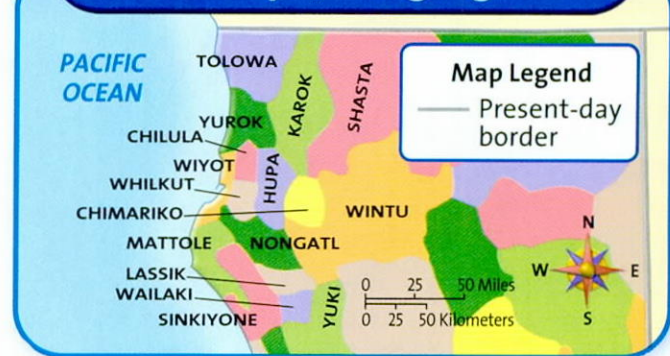 PACIFIC
OCEAN
TOLOWA
KAROK
SHASTA
Map Legend
Present-day
border
YUROK
CHILULA
WIYOT
HUPA
WHILKUT
CHIMARIKO
WINTU
MATTOLE
NONGATL
LASSIK
WAILAKI
SINKIYONE
YUKI
0 25 50 Miles
0 25 50 Kilometers
N
W E
S